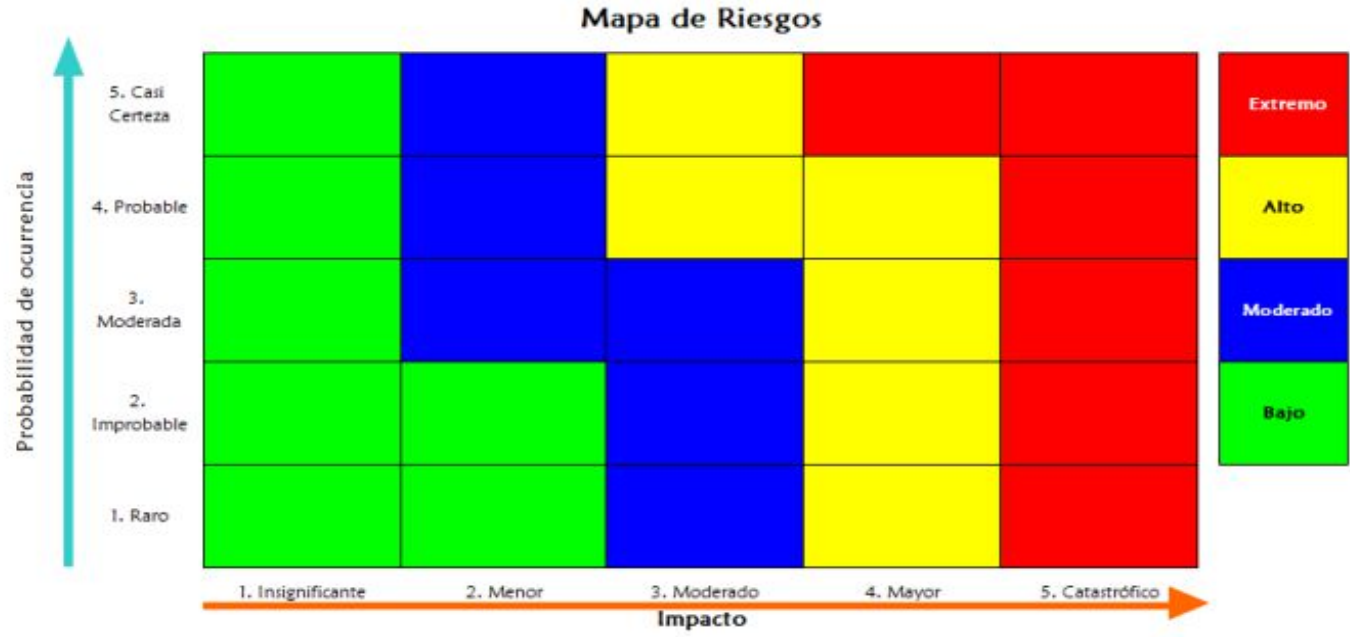 Mapa de Riesgos
Probabilidad de ocurrencia
5. Casi
Certeza
4. Probable
3.
Moderada
2.
Improbable
1. Raro
Extremo
Alto
Moderado
Bajo
1. Insignificante
2. Menor
3. Moderado
4. Mayor
5. Catastrófico
Impacto